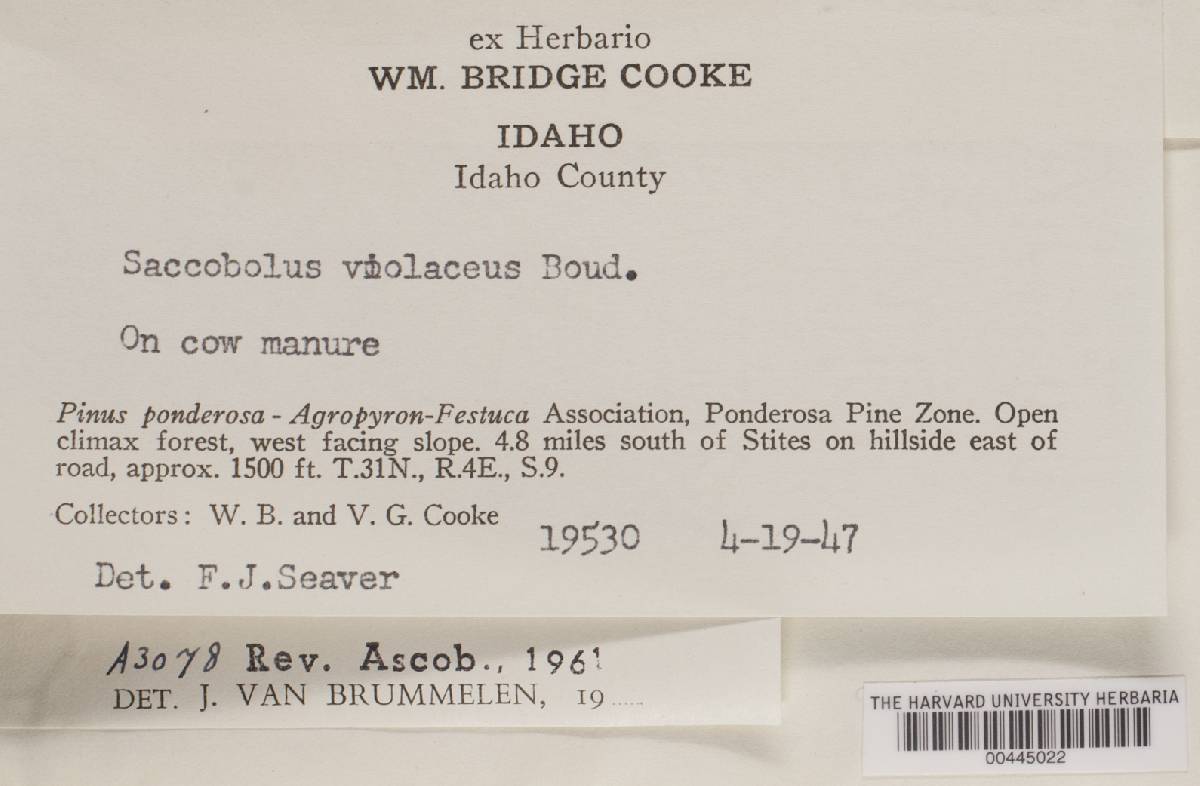 ex Herbario
WM. BRIDGE COOKE
IDAHO
Idaho County
Saccobolus violaceus Boud.
On cow manure
Pinus ponderosa - Agropyron-Festuca Association, Ponderosa Pine Zone. Open
climax forest, west facing slope. 4.8 miles south of Stites on hillside east of
road, approx. 1500 ft. T.31N., R.4E., S.9.
Collectors: W. B. and V. G. Cooke
19530 4-19-47
Det. F.J.Seaver
A3078 Rev. Ascob., 1961
DET. J. VAN BRUMMELEN, 19.....
THE HARVARD UNIVERSITY HERBARIA
00445022